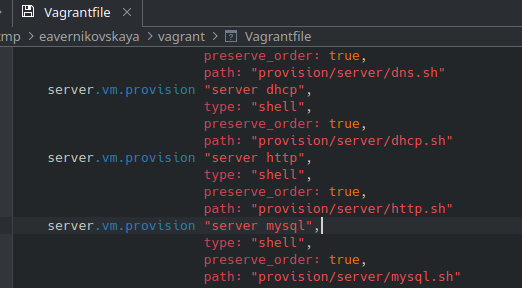 Vagrantfile
tmp > eavernikovskaya > vagrant > Vagrantfile
preserve_order: true,
path: "provision/server/dns.sh"
server.vm.provision "server dhcp",
type: "shell",
preserve_order: true,
path: "provision/server/dhcp.sh"
server.vm.provision "server http",
type: "shell",
preserve_order: true,
path: "provision/server/http.sh"
server.vm.provision "server mysql",
type: "shell",
preserve_order: true,
path: "provision/server/mysql.sh"